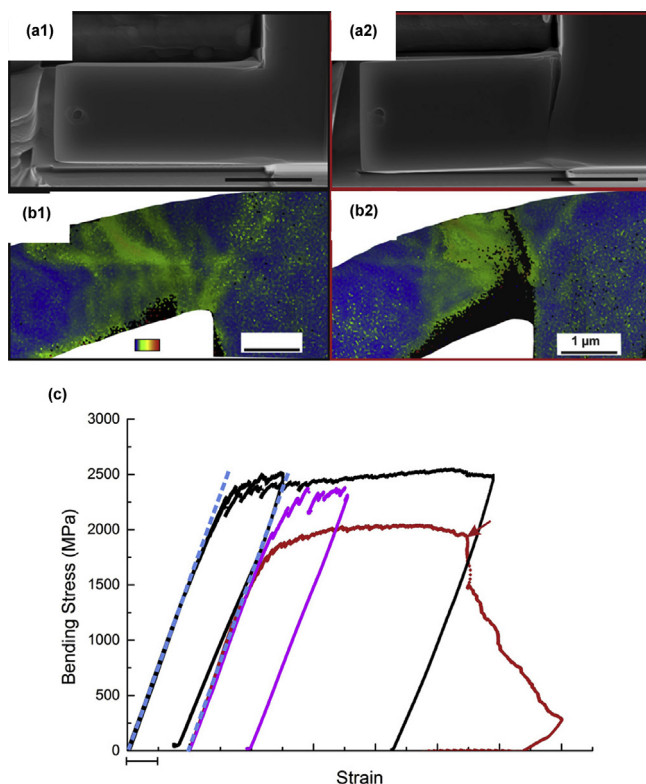 (a1)
(a2)
(b1)
(b2)
1 µm
(c)
3000
2500
2000
1500
1000
500
0
Bending Stress (MPa)
Strain